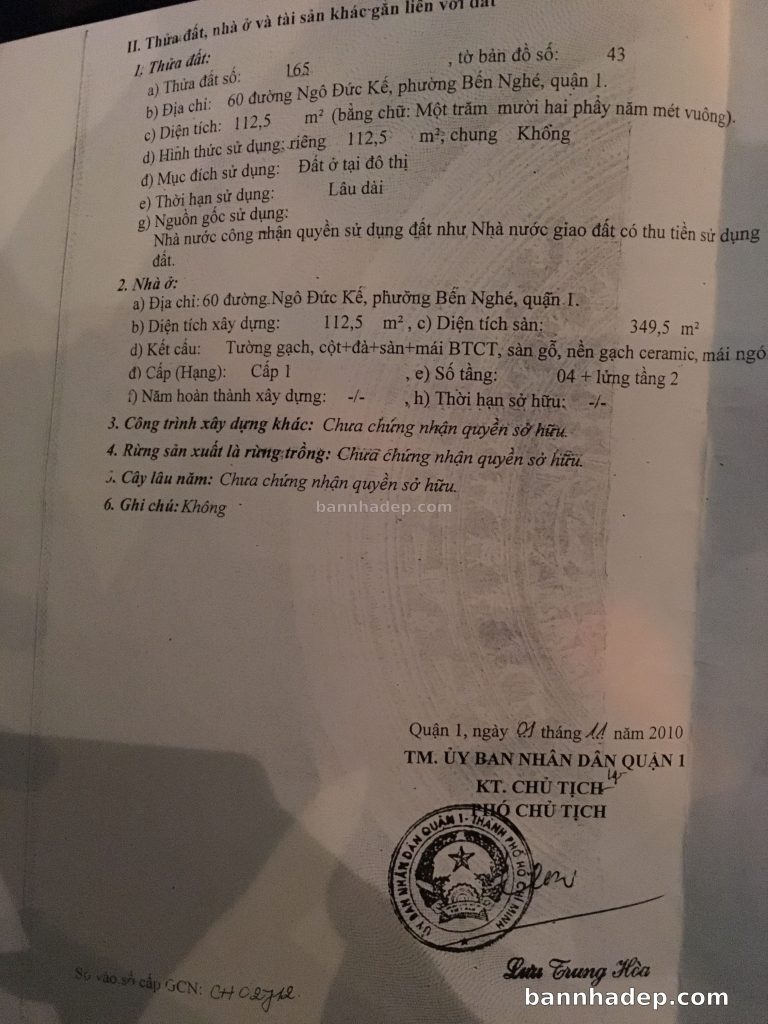 II. Thửa đất, nhà ở và tài sản khác gắn liền với đất
1. Thửa đất:
a) Thửa đất số: 165 , tờ bản đồ số: 43
b) Địa chỉ: 60 đường Ngô Đức Kế, phường Bến Nghé, quận 1.
c) Diện tích: 112,5 m² (bằng chữ: Một trăm mười hai phẩy năm mét vuông).
d) Hình thức sử dụng: riêng 112,5 m²; chung Không
đ) Mục đích sử dụng: Đất ở tại đô thị
e) Thời hạn sử dụng: Lâu dài
g) Nguồn gốc sử dụng:
Nhà nước công nhận quyền sử dụng đất như Nhà nước giao đất có thu tiền sử dụng
đất.
2. Nhà ở:
a) Địa chỉ: 60 đường Ngô Đức Kế, phường Bến Nghé, quận 1.
b) Diện tích xây dựng: 112,5 m² , c) Diện tích sàn: 349,5 m²
d) Kết cấu: Tường gạch, cột+đà+sàn+mái BTCT, sàn gỗ, nền gạch ceramic, mái ngói
đ) Cấp (Hạng): Cấp 1 , e) Số tầng: 04 + lửng tầng 2
f) Năm hoàn thành xây dựng: -/- , h) Thời hạn sở hữu: -/-
3. Công trình xây dựng khác: Chưa chứng nhận quyền sở hữu.
4. Rừng sản xuất là rừng trồng: Chưa chứng nhận quyền sở hữu.
5. Cây lâu năm: Chưa chứng nhận quyền sở hữu.
6. Ghi chú: Không
bannhadep.com
Quận 1, ngày 01 tháng 11 năm 2010
TM. ỦY BAN NHÂN DÂN QUẬN 1
KT. CHỦ TỊCH
PHÓ CHỦ TỊCH
ỦY BAN NHÂN DÂN QUẬN 1 - THÀNH PHỐ HỒ CHÍ MINH
Lưu Trung Hòa
Số vào sổ cấp GCN: CH02712
bannhadep.com